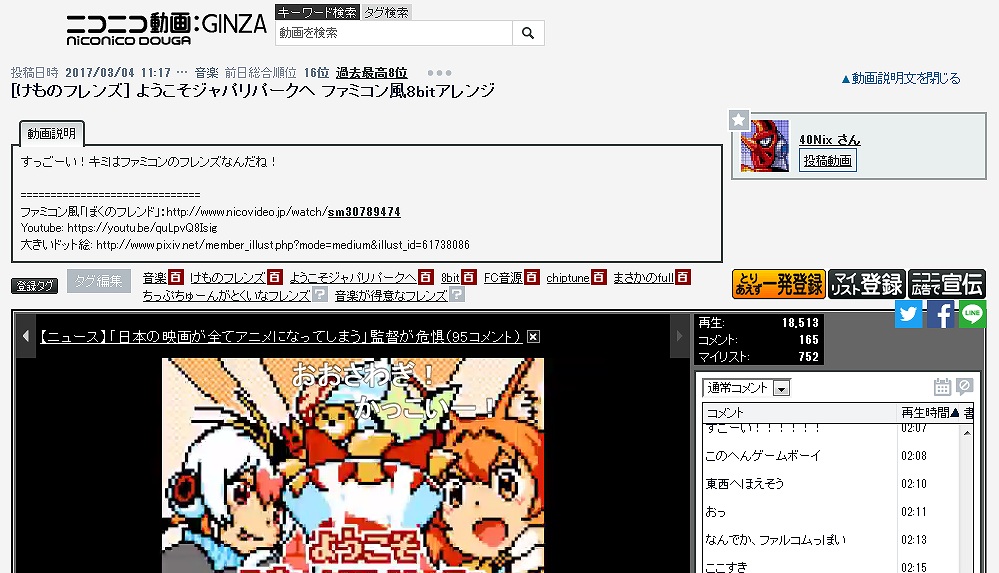 ニコニコ動画:GINZA
niconico DOUGA
キーワード検索 タグ検索
動画を検索
投稿日時 2017/03/04 11:17 … 音楽 前日総合順位 16位 過去最高8位
[けものフレンズ] ようこそジャパリパークへ ファミコン風8bitアレンジ
▲動画説明文を閉じる
動画説明
すっごーい！キミはファミコンのフレンズなんだね！
==============================
ファミコン風「ぼくのフレンド」：http://www.nicovideo.jp/watch/sm30789474
Youtube: https://youtu.be/quLpvQ8Isig
大きいドット絵: http://www.pixiv.net/member_illust.php?mode=medium&illust_id=61738086
40Nix さん
投稿動画
登録タグ タグ編集
音楽 百 けものフレンズ 百 ようこそジャパリパークへ 百 8bit 百 FC音源 百 chiptune 百 まさかのfull 百
ちっぷちゅーんがとくいなフレンズ ? 音楽が得意なフレンズ ?
とりあえず一発登録 マイリスト登録 ニコニコ広告で宣伝
LINE
【ニュース】「日本の映画が全てアニメになってしまう」監督が危惧(95コメント)
再生: 18,513
コメント: 165
マイリスト: 752
おおさわぎ！
かっこいー！
ようこそ
通常コメント
コメント 再生時間▲ 書
すごーい！！！！！！ 02:07
このへんゲームボーイ 02:08
東西へほえそう 02:10
おっ 02:11
なんでか、ファルコムっぽい 02:13
ここすき 02:15